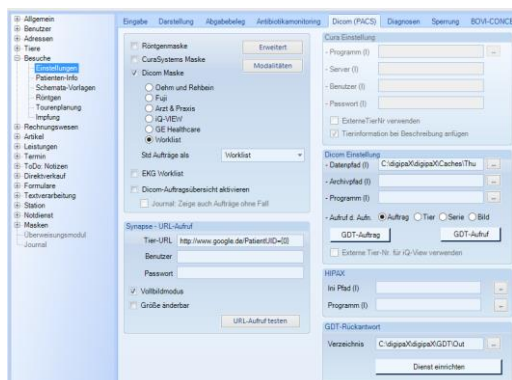 Allgemein
Benutzer
Adressen
Tiere
Besuche
Einstellungen
Patienten-Info
Schemata-Vorlagen
Röntgen
Tourenplanung
Impfung
Rechnungswesen
Artikel
Leistungen
Termin
ToDo: Notizen
Direktverkauf
Formulare
Textverarbeitung
Station
Notdienst
Masken
Überweisungsmodul
Journal
Eingabe Darstellung Abgabebeleg Antibiotikamonitoring Dicom (PACS) Diagnosen Sperrung BOVI-CONCE
Röntgenmaske Erweitert
CuraSystems Maske Modalitäten
Dicom Maske
Oehm und Rehbein
Fuji
Arzt & Praxis
iQ-VIEW
GE Healthcare
Worklist
Std Aufträge als Worklist
EKG Worklist
Dicom-Auftragsübersicht aktivieren
Journal: Zeige auch Aufträge ohne Fall
Synapse - URL-Aufruf
Tier-URL http://www.google.de/PatientUID=[0]
Benutzer
Passwort
Vollbildmodus
Größe änderbar
URL-Aufruf testen
Cura Einstellung
- Programm (l) ...
- Server (l)
- Benutzer (l)
- Passwort (l)
ExterneTierNr verwenden
Tierinformation bei Beschreibung anfügen
Dicom Einstellung
- Datenpfad (l) C:\digipaX\digipaX\Caches\Thu ...
- Archivpfad (l) ...
- Programm (l) ...
- Aufruf d. Aufn. Auftrag Tier Serie Bild
GDT-Auftrag GDT-Aufruf
Externe Tier-Nr. für iQ-View verwenden
HIPAX
Ini Pfad (l) ...
Programm (l) ...
GDT-Rückantwort
Verzeichnis C:\digipaX\digipaX\GDT\Out ...
Dienst einrichten